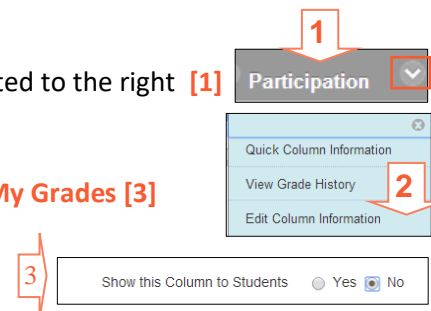 1
ted to the right [1]
Participation
Quick Column Information
View Grade History
2
Edit Column Information
My Grades [3]
3
Show this Column to Students Yes No